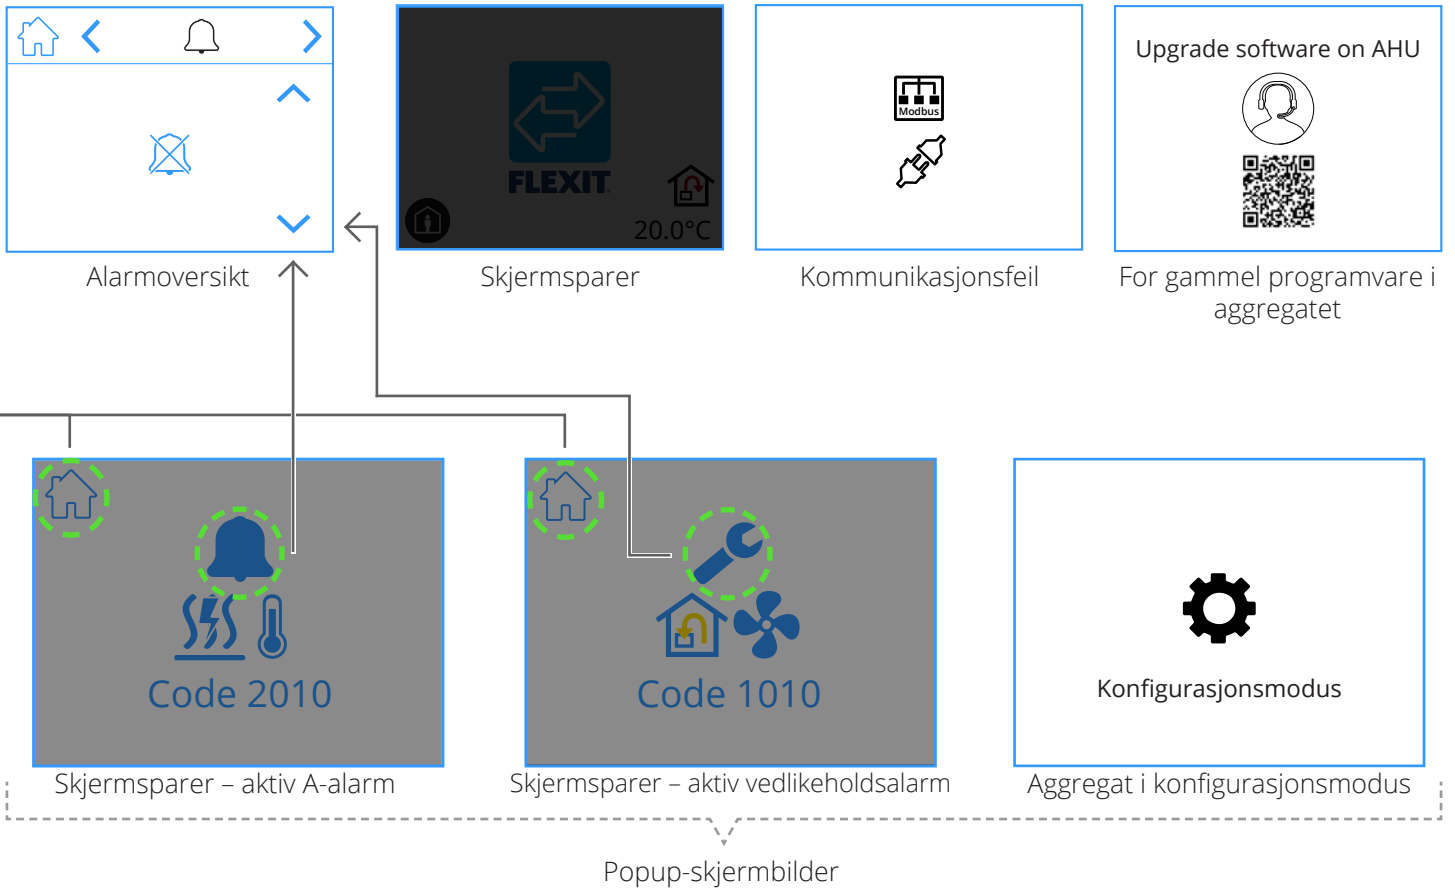 FLEXIT.
20.0°C
Modbus
Upgrade software on AHU
Alarmoversikt
Skjermsparer
Kommunikasjonsfeil
For gammel programvare i
aggregatet
Code 2010
Code 1010
Konfigurasjonsmodus
Skjermsparer – aktiv A-alarm
Skjermsparer – aktiv vedlikeholdsalarm
Aggregat i konfigurasjonsmodus
Popup-skjermbilder